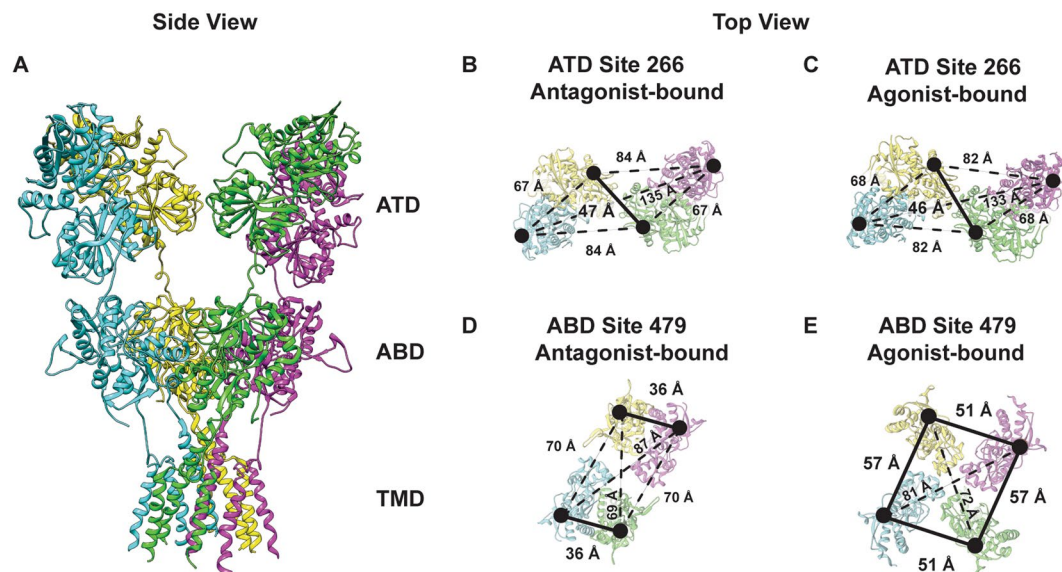 Side View
Top View
A
ATD
ABD
TMD
B
ATD Site 266
Antagonist-bound
84 Å
67 Å
47 Å
135 Å
67 Å
84 Å
C
ATD Site 266
Agonist-bound
82 Å
68 Å
46 Å
133 Å
68 Å
82 Å
D
ABD Site 479
Antagonist-bound
36 Å
70 Å
87 Å
69 Å
70 Å
36 Å
E
ABD Site 479
Agonist-bound
51 Å
57 Å
81 Å
72 Å
57 Å
51 Å